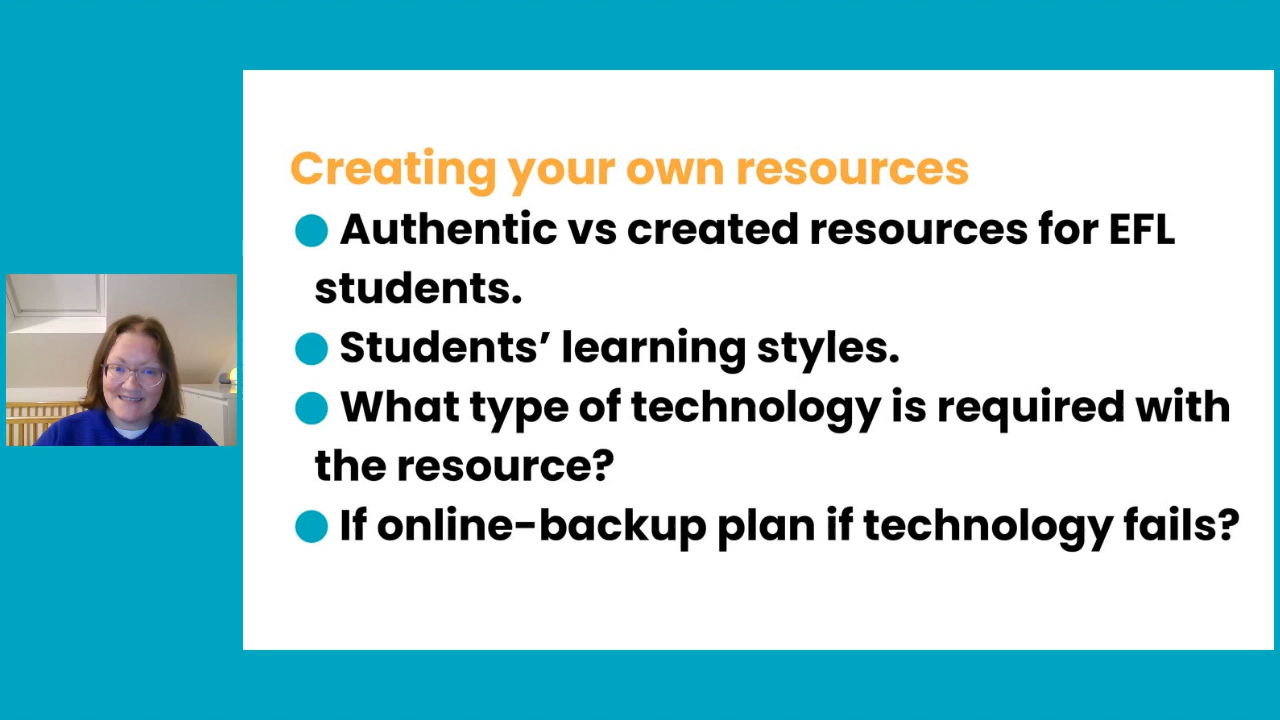 Creating your own resources
Authentic vs created resources for EFL
students.
Students’ learning styles.
What type of technology is required with
the resource?
If online-backup plan if technology fails?